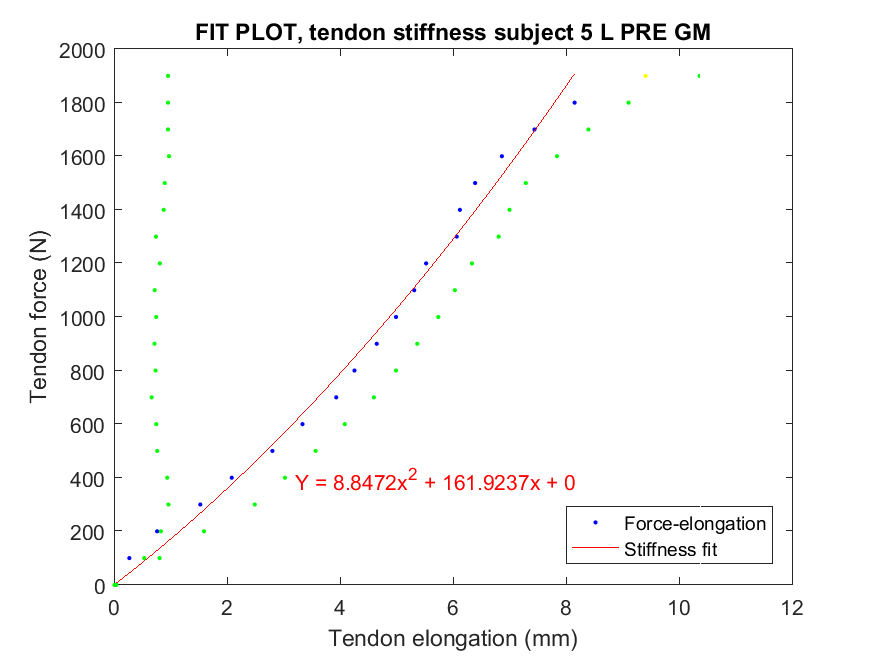 FIT PLOT, tendon stiffness subject 5 L PRE GM
2000
1800
1600
1400
1200
1000
800
600
400
200
0
Tendon force (N)
Y = 8.8472x² + 161.9237x + 0
Force-elongation
Stiffness fit
0 2 4 6 8 10 12
Tendon elongation (mm)